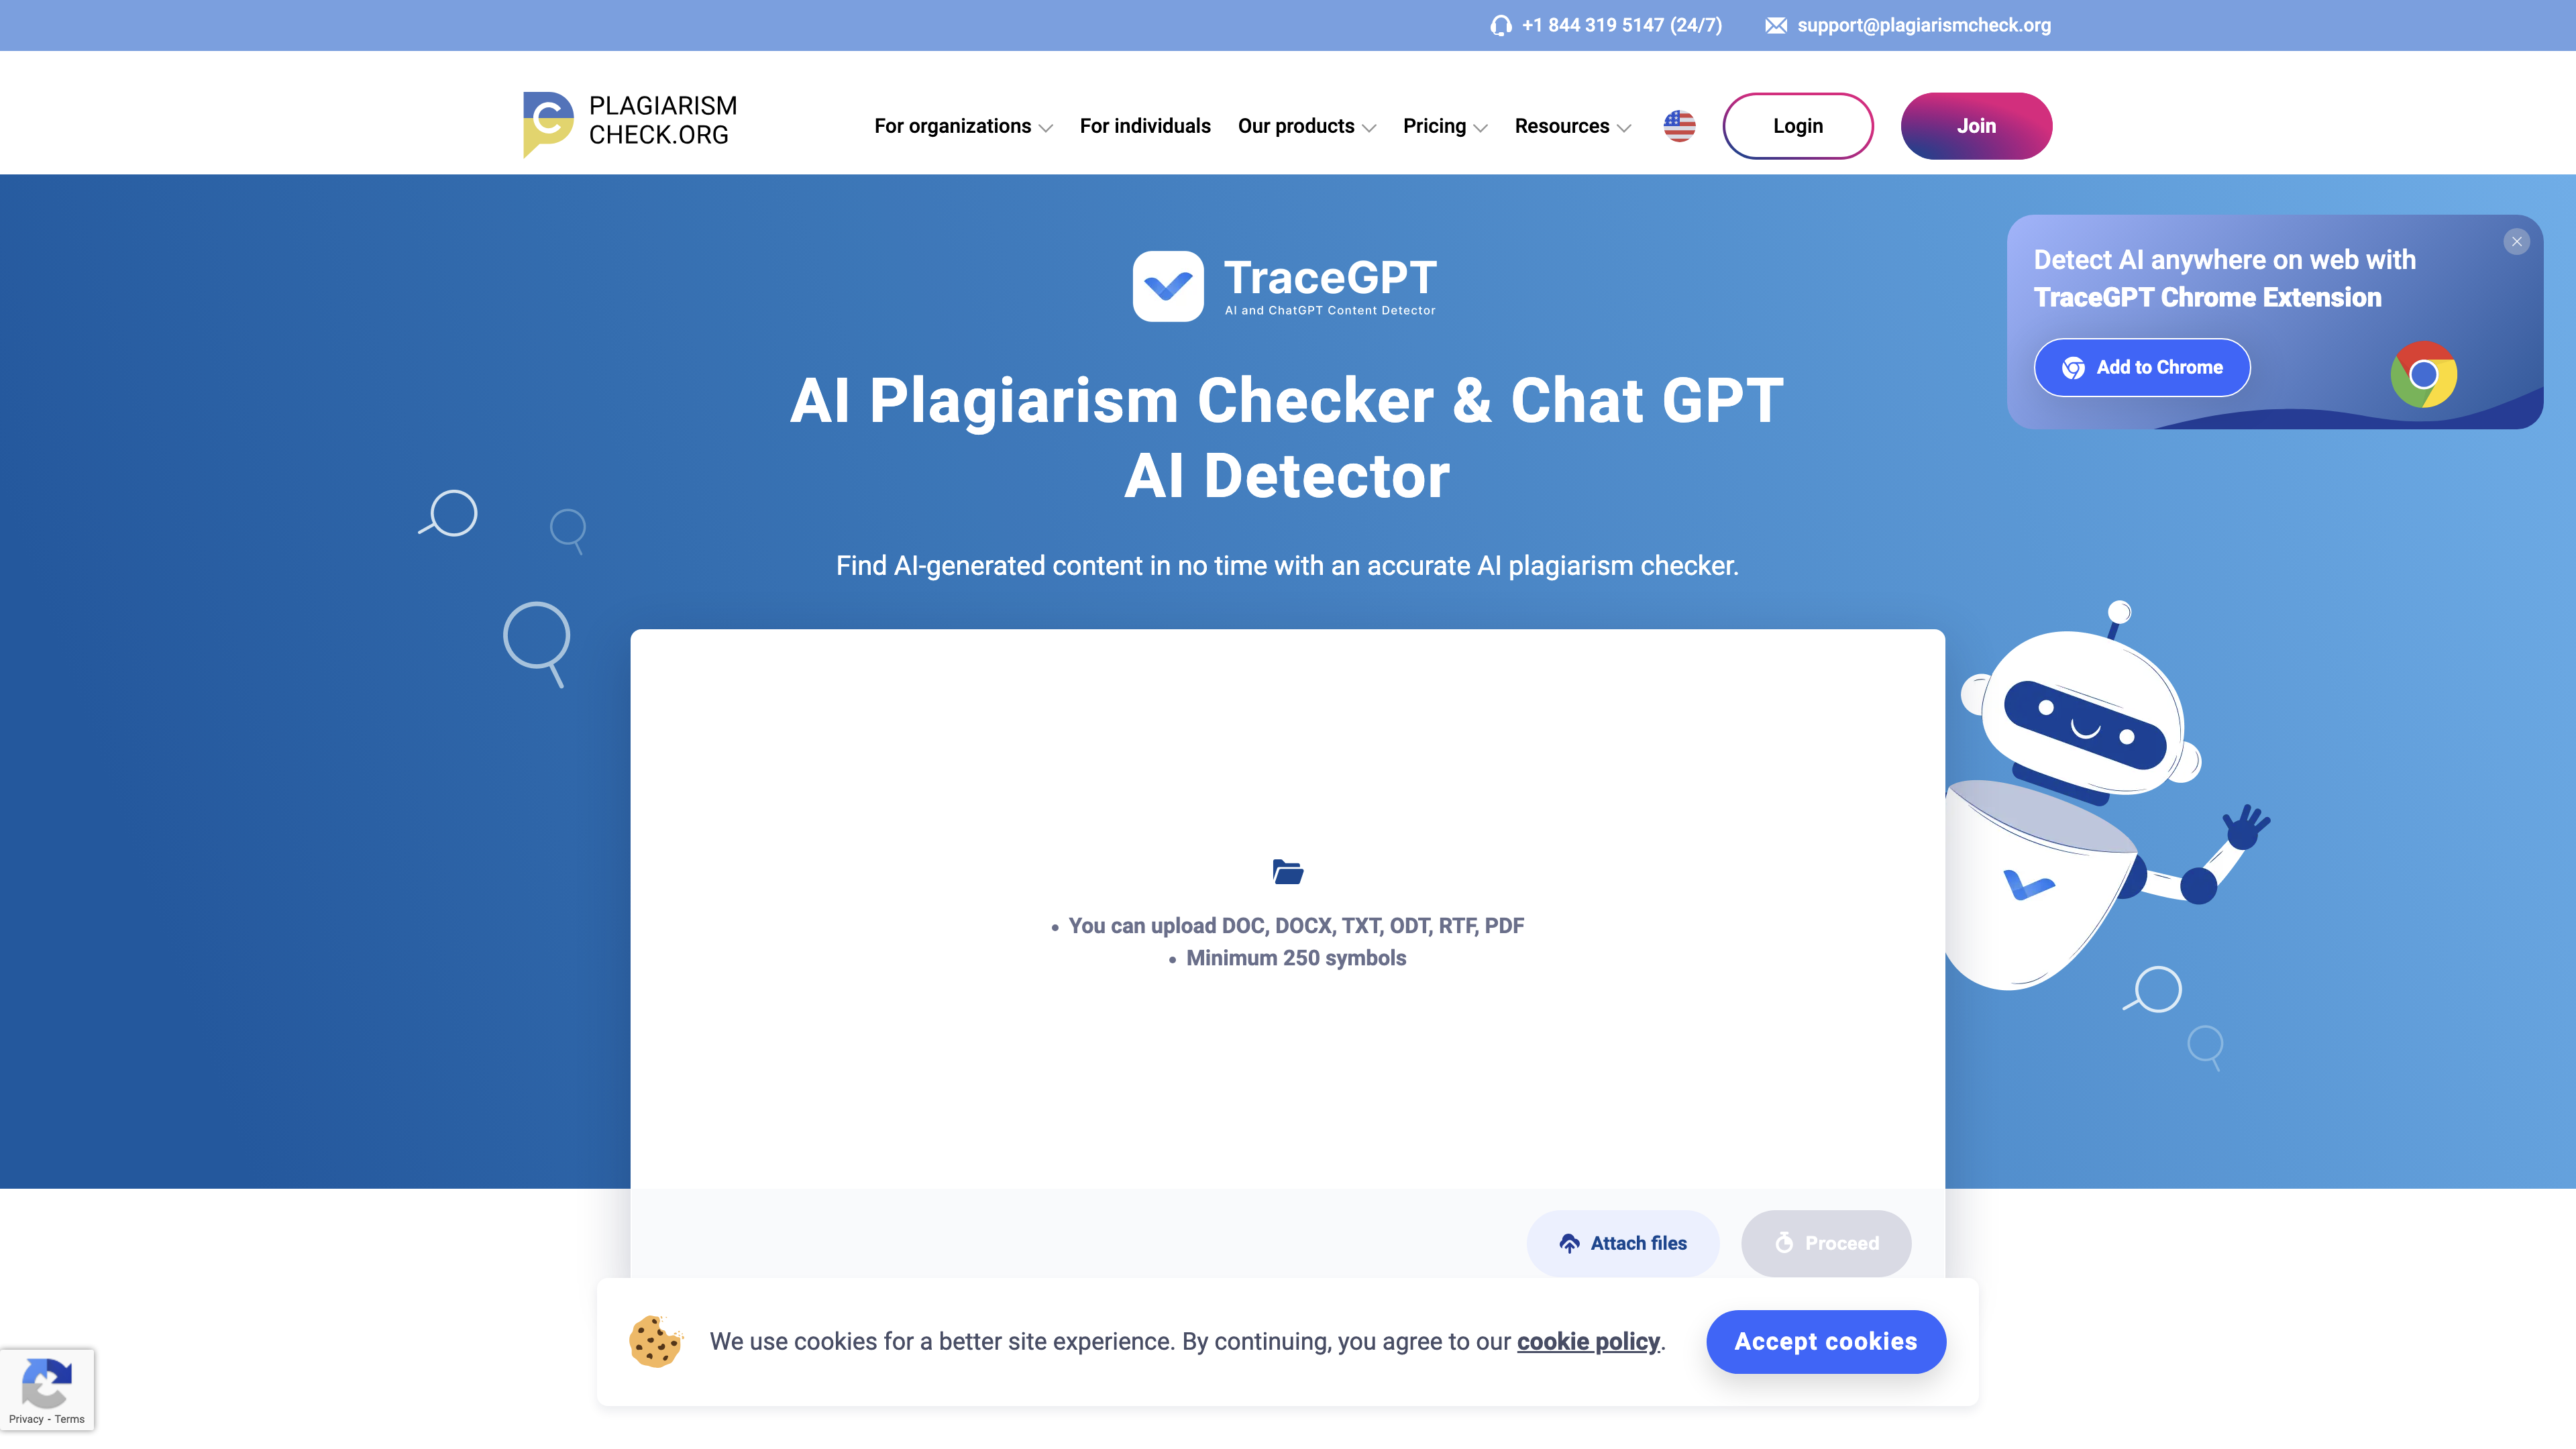 +1 844 319 5147 (24/7) support@plagiarismcheck.org
PLAGIARISM
CHECK.ORG
For organizations For individuals Our products Pricing Resources Login Join
TraceGPT
AI and ChatGPT Content Detector
Detect AI anywhere on web with
TraceGPT Chrome Extension
Add to Chrome
AI Plagiarism Checker & Chat GPT
AI Detector
Find AI-generated content in no time with an accurate AI plagiarism checker.
• You can upload DOC, DOCX, TXT, ODT, RTF, PDF
• Minimum 250 symbols
Attach files Proceed
We use cookies for a better site experience. By continuing, you agree to our cookie policy. Accept cookies
Privacy - Terms